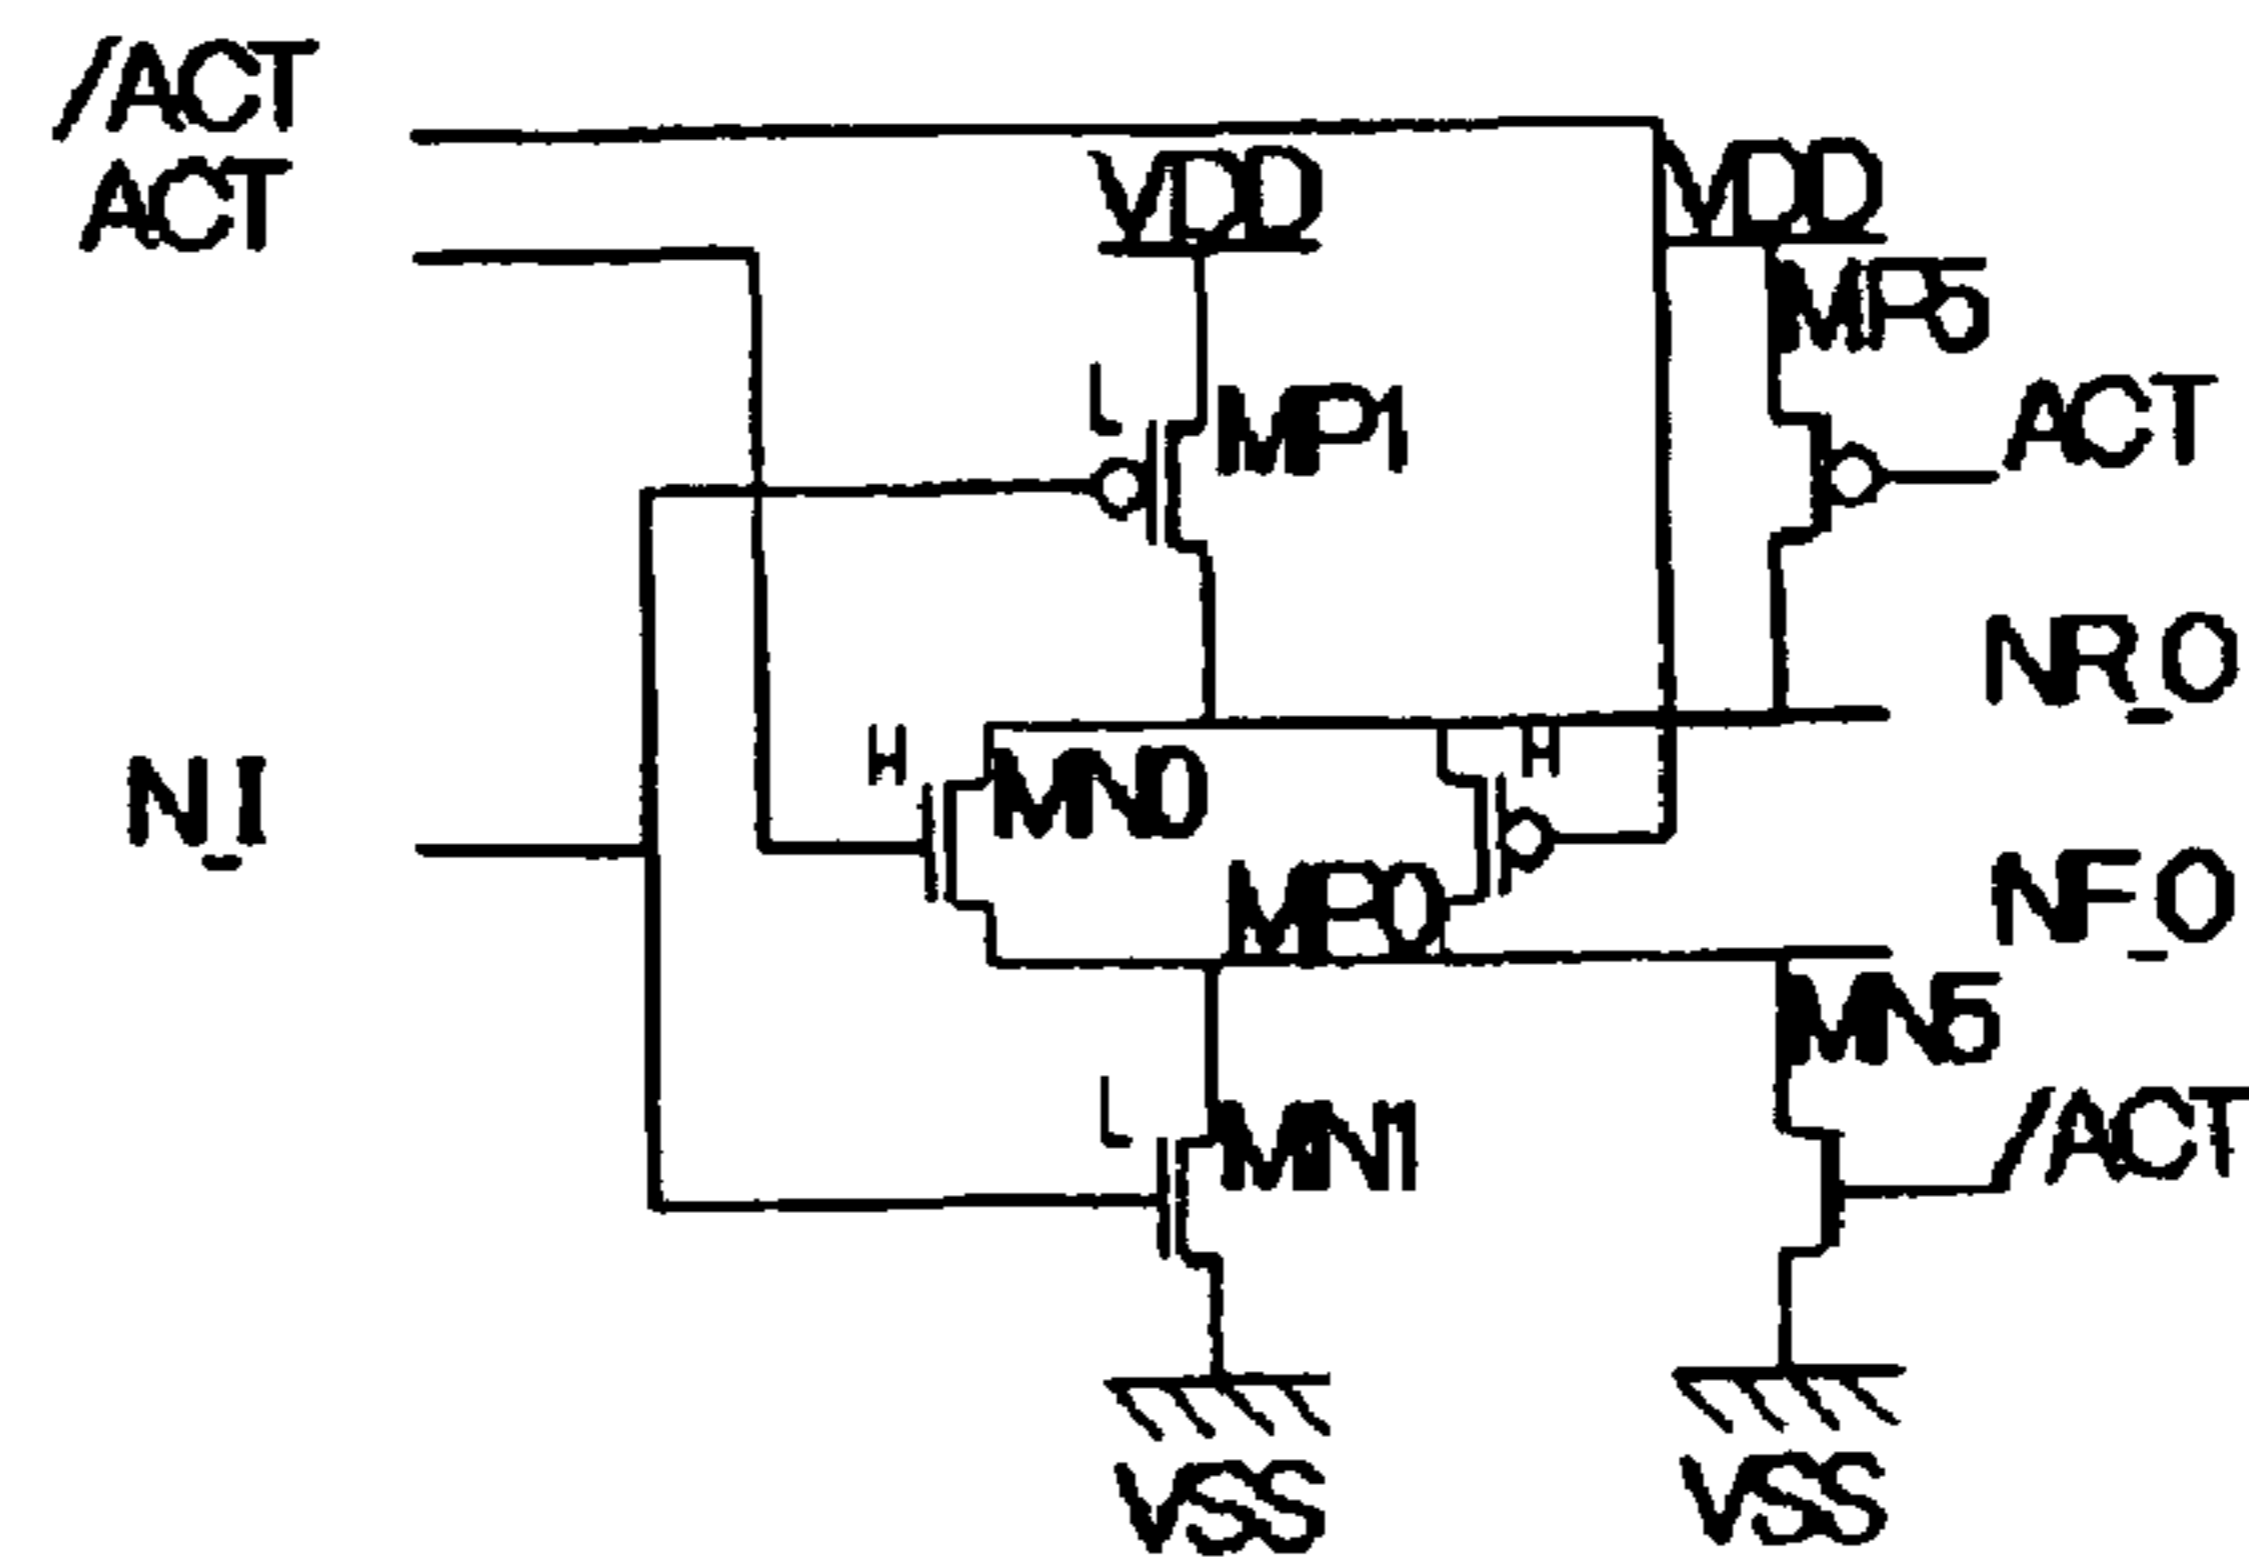 /ACT
ACT
VDD
VDD
MP5
L
MP1
ACT
NR_O
H
MN0
H
N_I
MP0
NF_O
MN5
L
MN1
/ACT
VSS
VSS